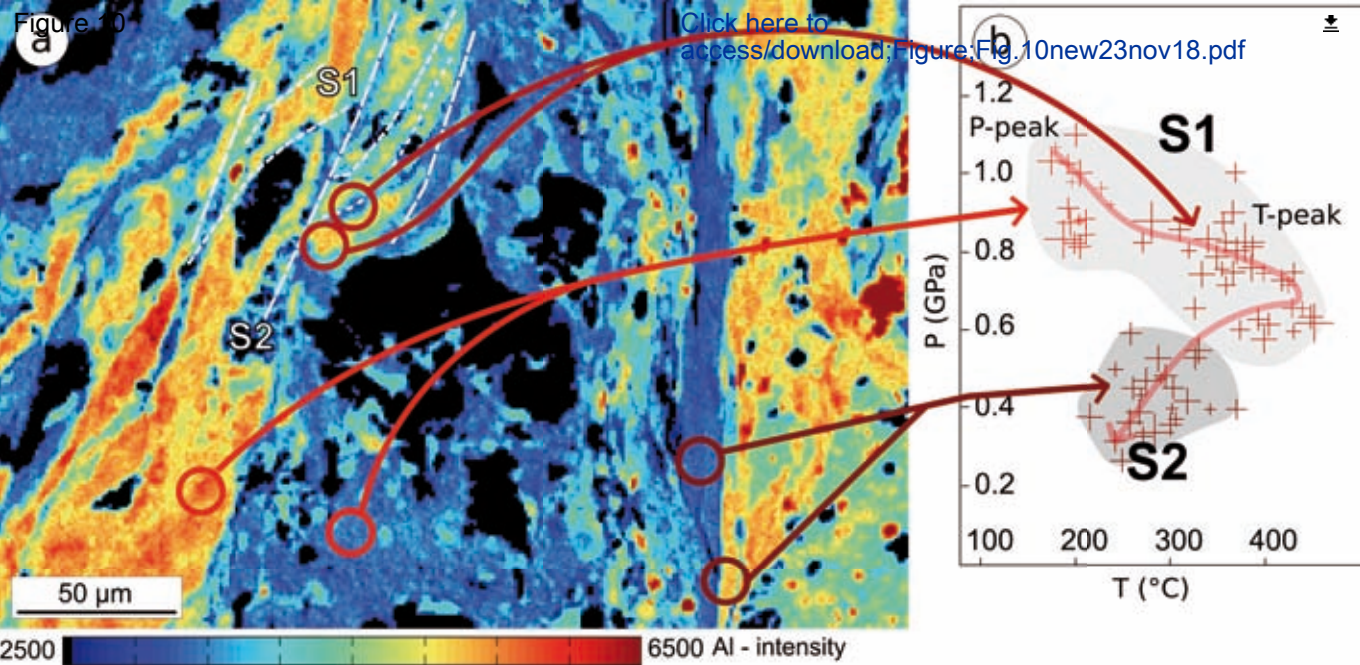 Figure 10
a
Click here to
access/download;Figure;Fig.10new23nov18.pdf
b
S1
S2
50 µm
2500
6500 Al - intensity
1.2
P-peak
S1
1.0
T-peak
0.8
P (GPa)
0.6
0.4
S2
0.2
100 200 300 400
T (°C)